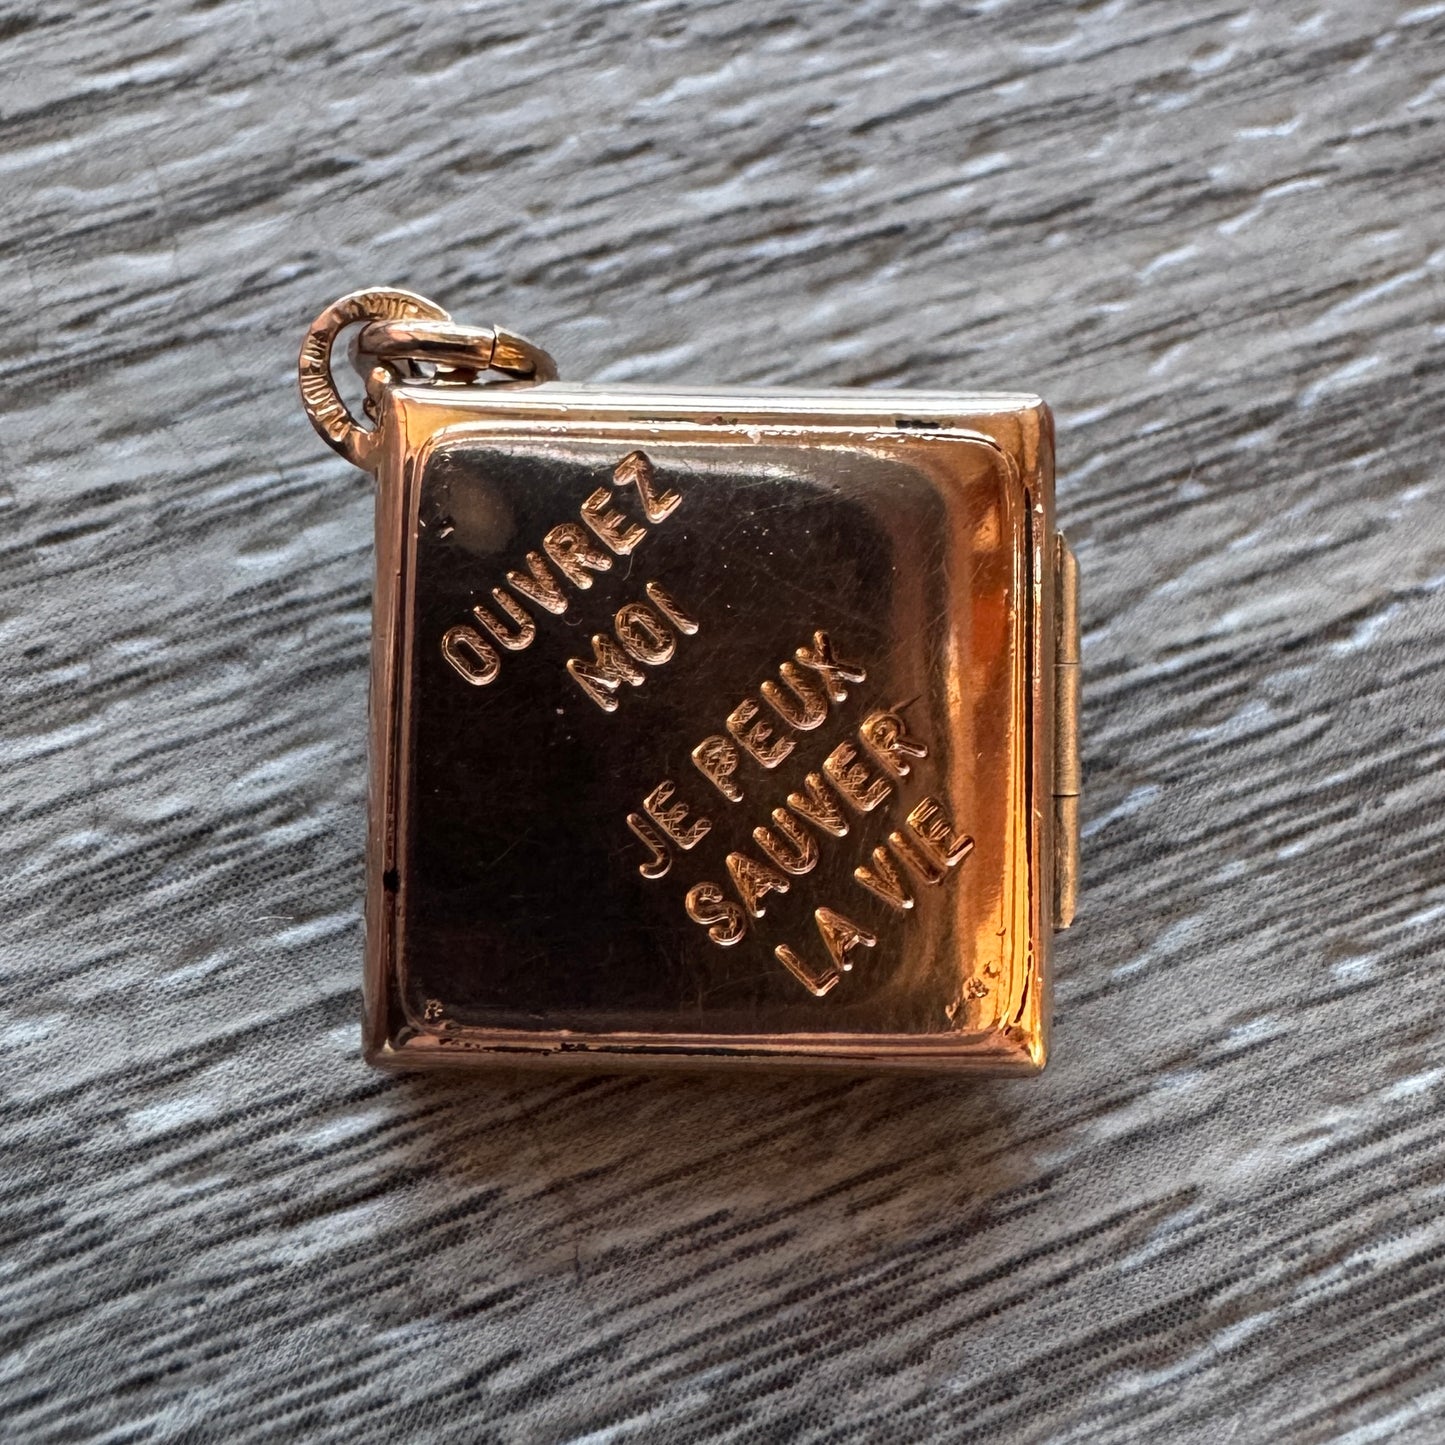 OUVREZ
MOI
JE PEUX
SAUVER
LA VIE